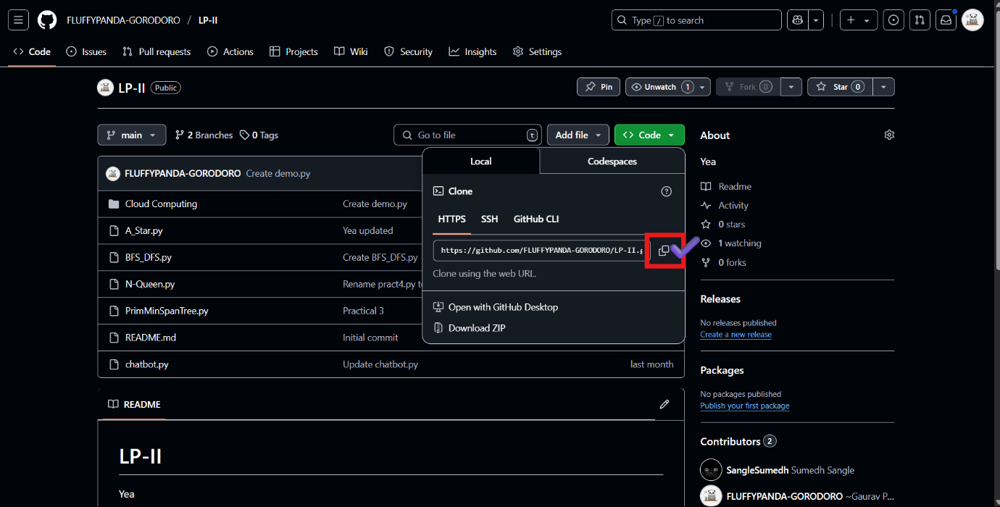 FLUFFYPANDA-GORODORO / LP-II
Type / to search
Code Issues Pull requests Actions Projects Wiki Security Insights Settings
LP-II Public
Pin Unwatch 1 Fork 0 Star 0
main 2 Branches 0 Tags
Go to file t Add file Code
FLUFFYPANDA-GORODORO Create demo.py
Cloud Computing Create demo.py
A_Star.py Yea updated
BFS_DFS.py Create BFS_DFS.py
N-Queen.py Rename pract4.py
PrimMinSpanTree.py Practical 3
README.md Initial commit
chatbot.py Update chatbot.py last month
Local Codespaces
Clone
HTTPS SSH GitHub CLI
https://github.com/FLUFFYPANDA-GORODORO/LP-II.g
Clone using the web URL.
Open with GitHub Desktop
Download ZIP
README
LP-II
Yea
About
Yea
Readme
Activity
0 stars
1 watching
0 forks
Releases
No releases published
Create a new release
Packages
No packages published
Publish your first package
Contributors 2
SangleSumedh Sumedh Sangle
FLUFFYPANDA-GORODORO ~Gaurav P...